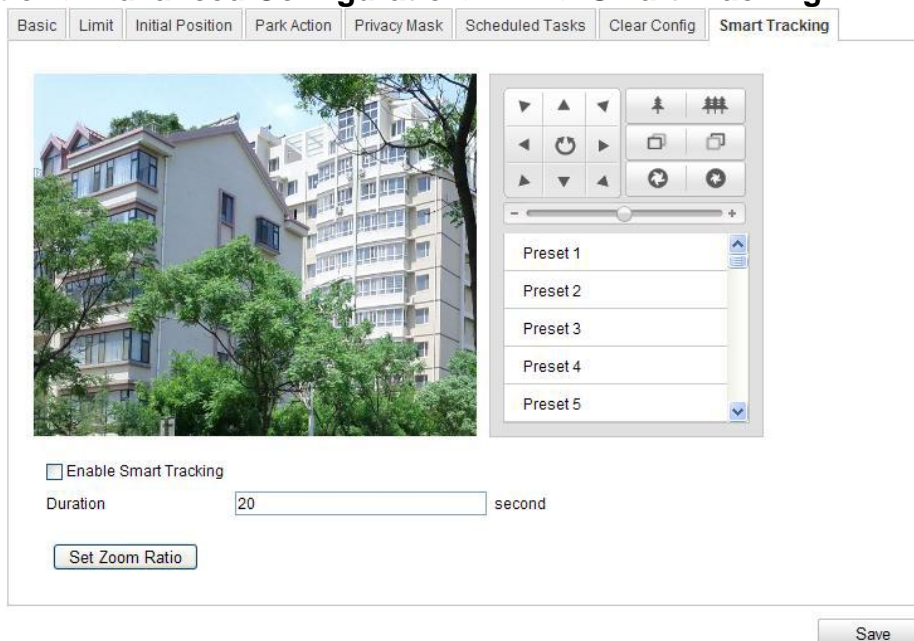 Basic Limit Initial Position Park Action Privacy Mask Scheduled Tasks Clear Config Smart Tracking
Preset 1
Preset 2
Preset 3
Preset 4
Preset 5
Enable Smart Tracking
Duration 20 second
Set Zoom Ratio
Save